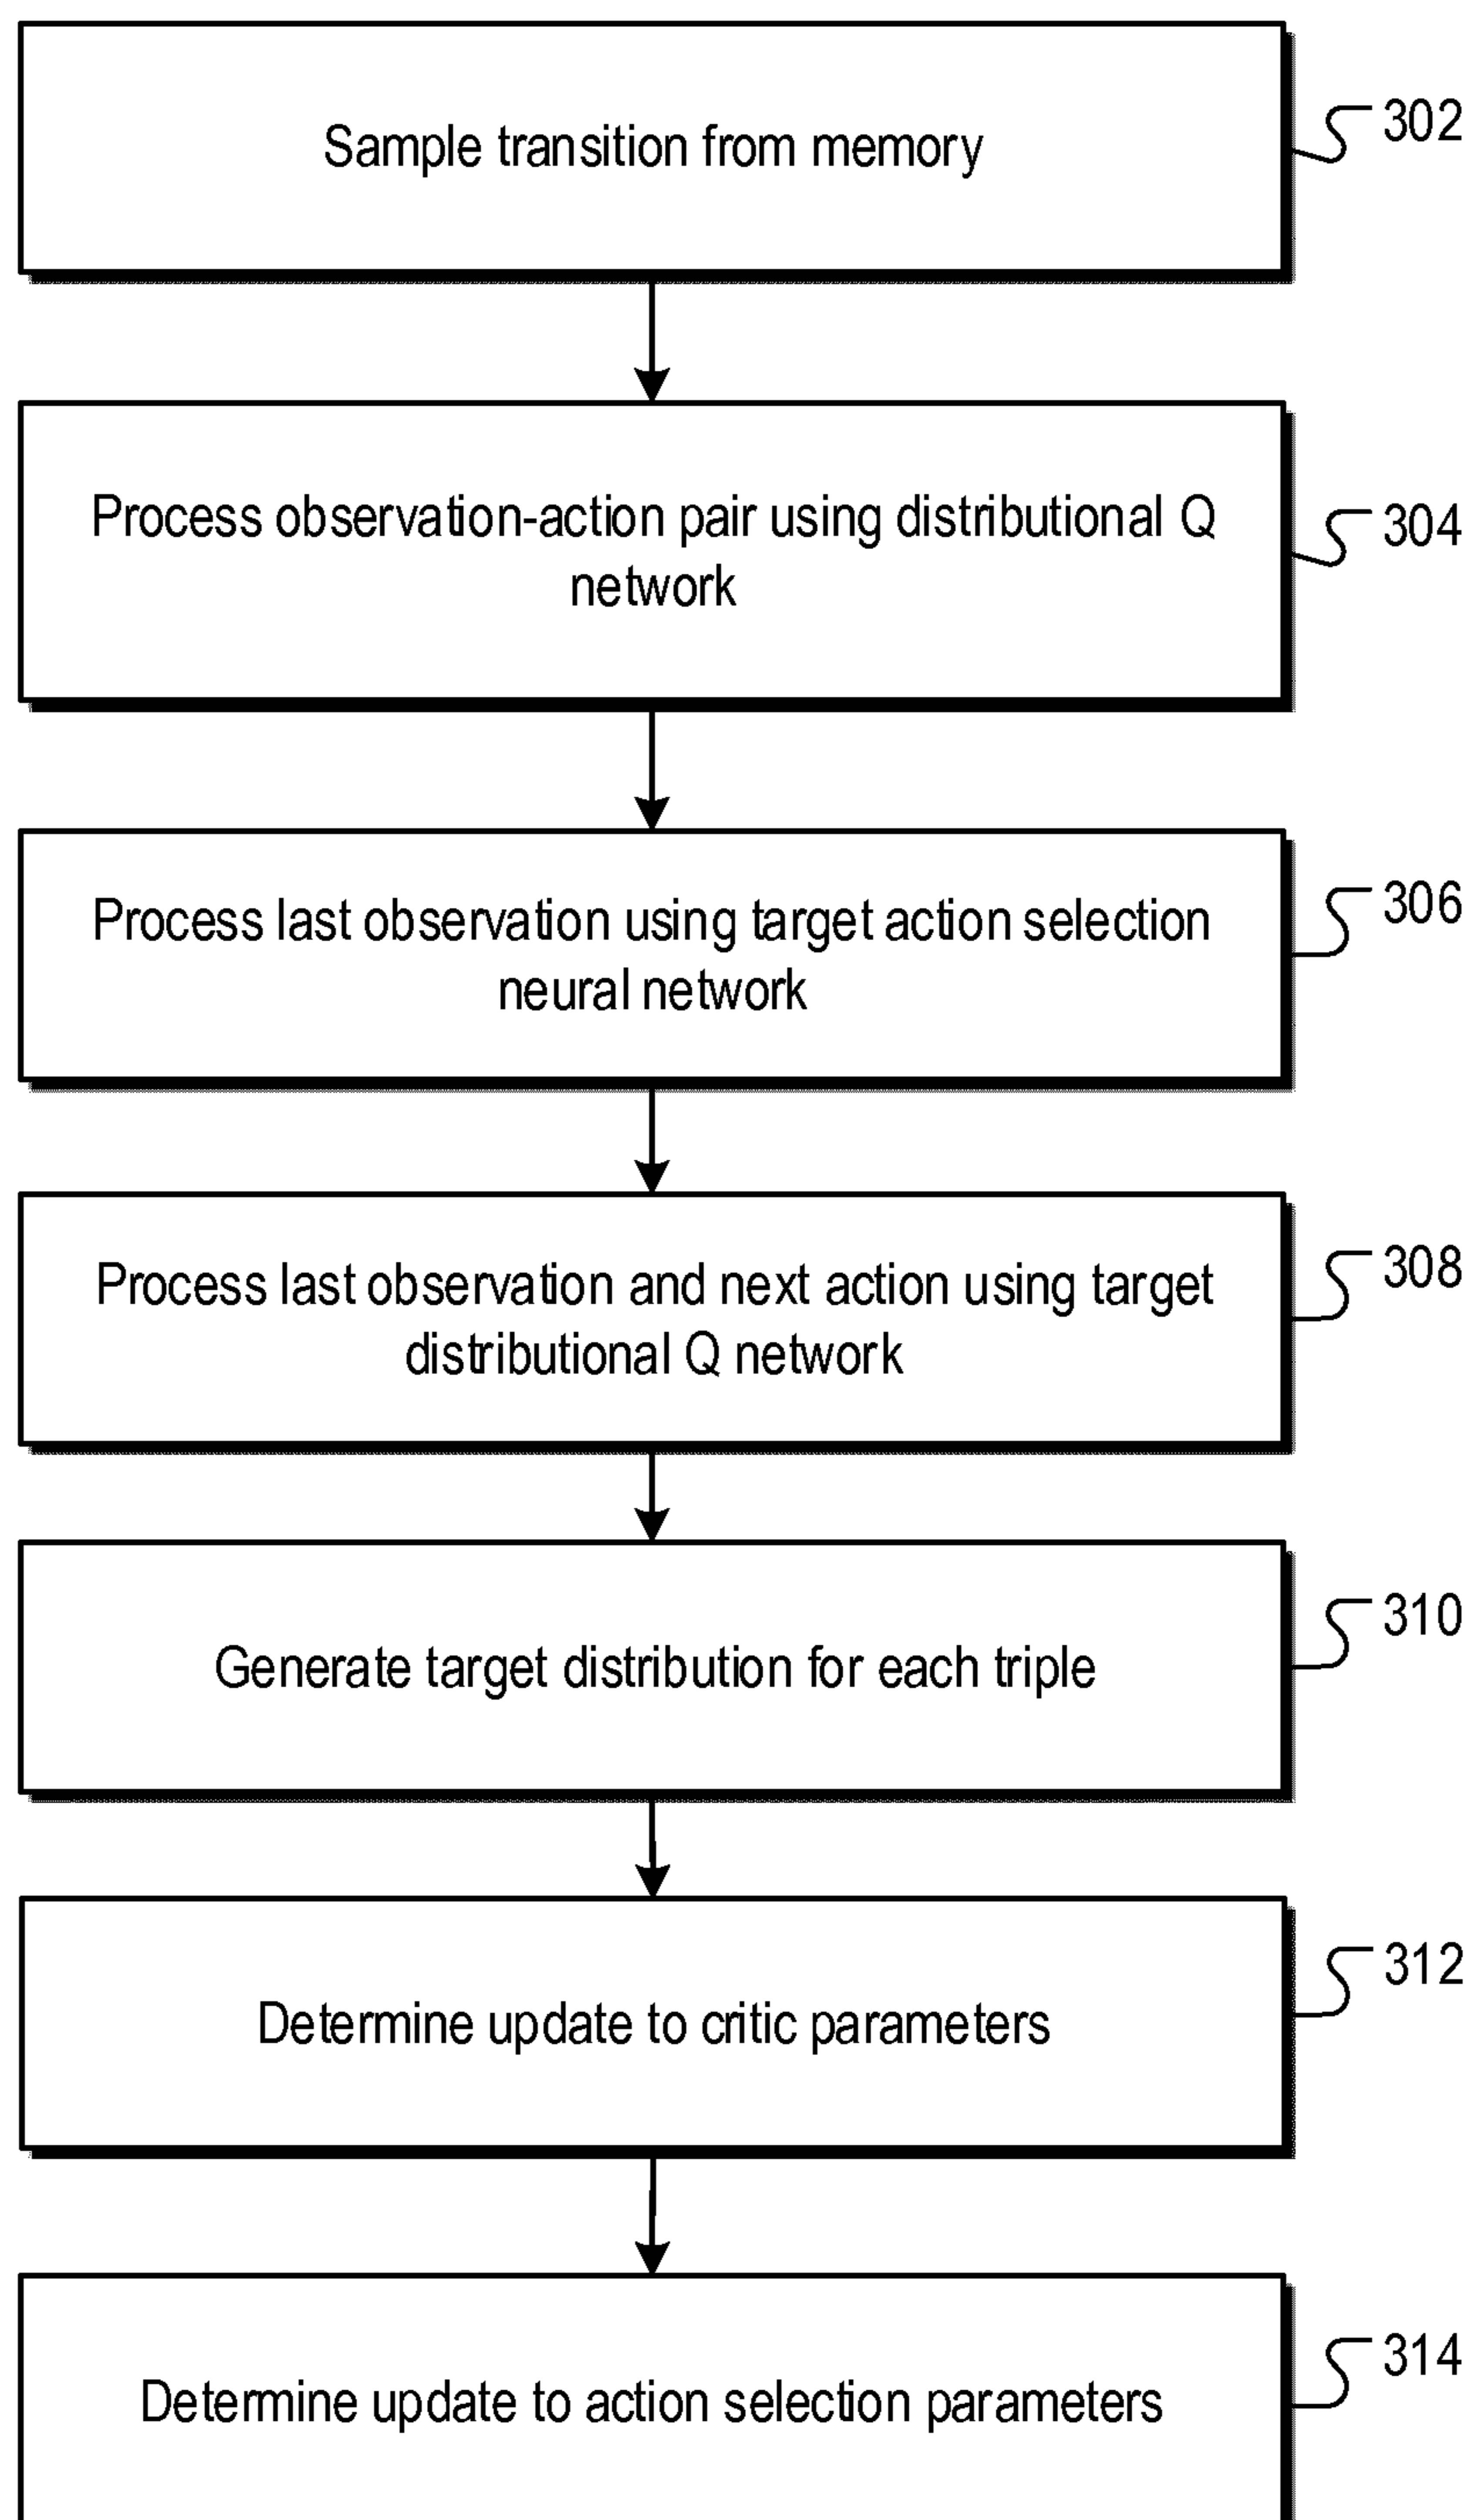 Sample transition from memory
302
Process observation-action pair using distributional Q
network
304
Process last observation using target action selection
neural network
306
Process last observation and next action using target
distributional Q network
308
Generate target distribution for each triple
310
Determine update to critic parameters
312
Determine update to action selection parameters
314